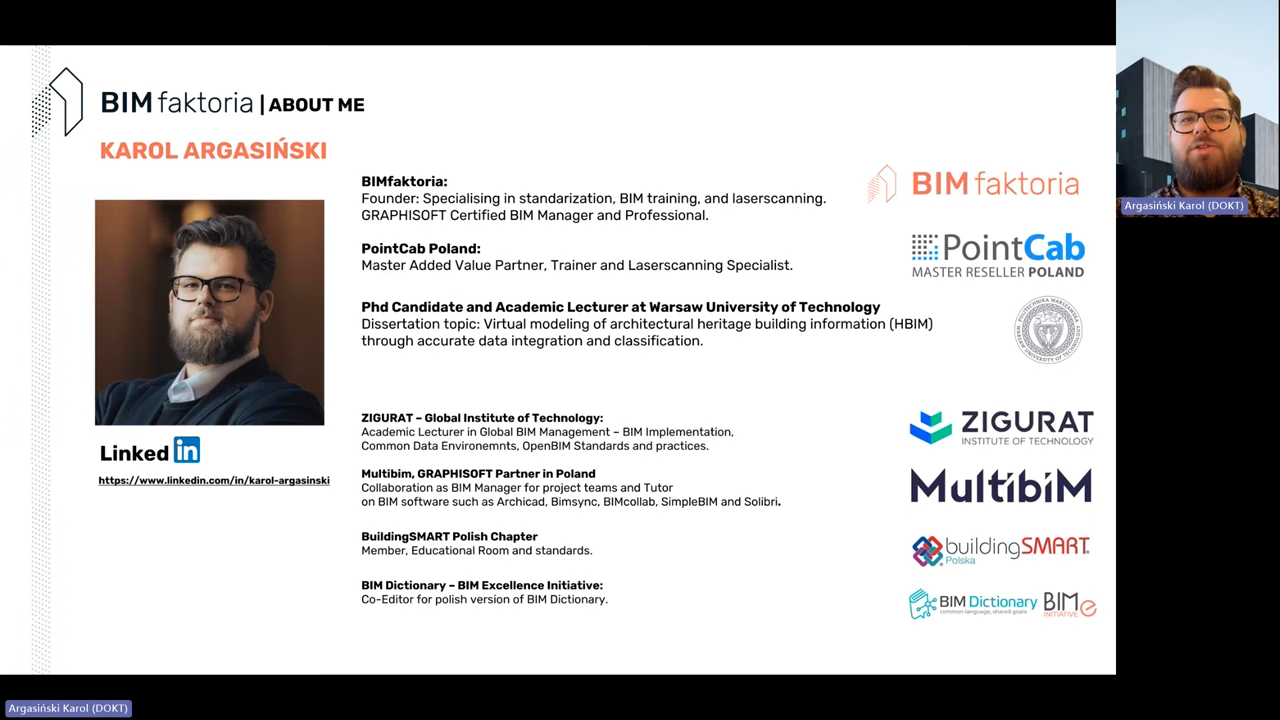 BIMfaktoria | ABOUT ME
KAROL ARGASIŃSKI
BIMfaktoria:
Founder: Specialising in standarization, BIM training, and laserscanning.
GRAPHISOFT Certified BIM Manager and Professional.
PointCab Poland:
Master Added Value Partner, Trainer and Laserscanning Specialist.
Phd Candidate and Academic Lecturer at Warsaw University of Technology
Dissertation topic: Virtual modeling of architectural heritage building information (HBIM)
through accurate data integration and classification.
ZIGURAT – Global Institute of Technology:
Academic Lecturer in Global BIM Management – BIM Implementation,
Common Data Environemnts, OpenBIM Standards and practices.
Multibim, GRAPHISOFT Partner in Poland
Collaboration as BIM Manager for project teams and Tutor
on BIM software such as Archicad, Bimsync, BIMcollab, SimpleBIM and Solibri.
BuildingSMART Polish Chapter
Member, Educational Room and standards.
BIM Dictionary – BIM Excellence Initiative:
Co-Editor for polish version of BIM Dictionary.
Linked in
https://www.linkedin.com/in/karol-argasinski
BIMfaktoria
PointCab
MASTER RESELLER POLAND
ZIGURAT
INSTITUTE OF TECHNOLOGY
MultibiM
buildingSMART
Polska
BIM Dictionary
common language, shared goals
BIMe
INITIATIVE
Argasiński Karol (DOKT)
Argasiński Karol (DOKT)